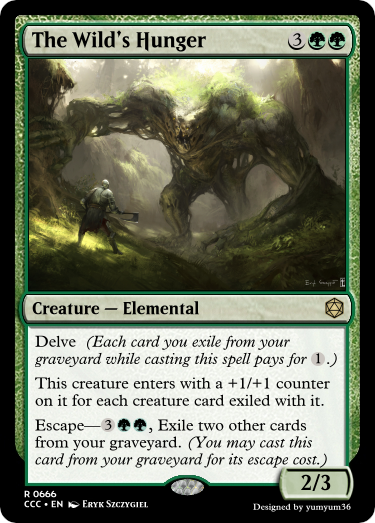 The Wild's Hunger 3
Creature — Elemental
Delve (Each card you exile from your
graveyard while casting this spell pays for 1.)
This creature enters with a +1/+1 counter
on it for each creature card exiled with it.
Escape—3, Exile two other cards
from your graveyard. (You may cast this
card from your graveyard for its escape cost.)
2/3
R 0666
CCC • EN Eryk Szczygiel
Designed by yumyum36